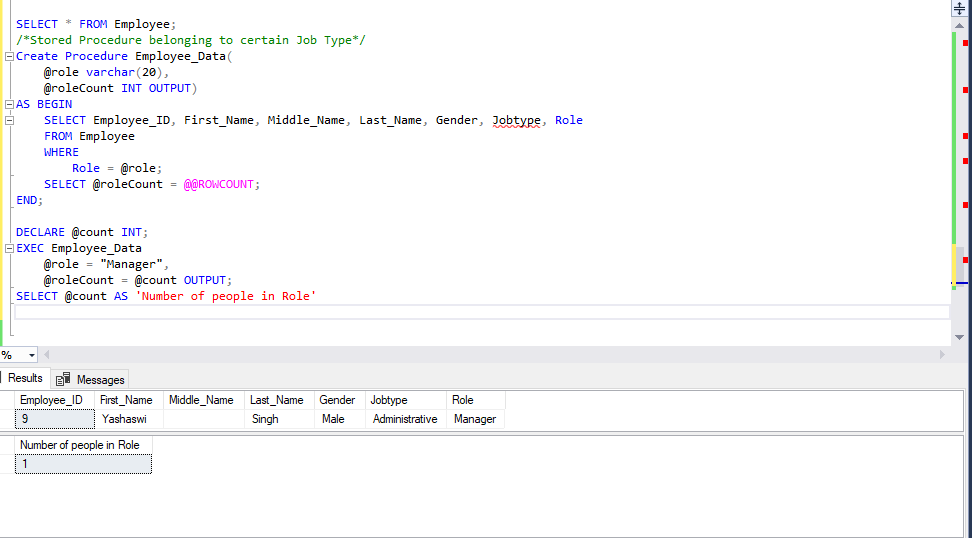 SELECT * FROM Employee;
/*Stored Procedure belonging to certain Job Type*/
Create Procedure Employee_Data(
@role varchar(20),
@roleCount INT OUTPUT)
AS BEGIN
SELECT Employee_ID, First_Name, Middle_Name, Last_Name, Gender, Jobtype, Role
FROM Employee
WHERE
Role = @role;
SELECT @roleCount = @@ROWCOUNT;
END;
DECLARE @count INT;
EXEC Employee_Data
@role = "Manager",
@roleCount = @count OUTPUT;
SELECT @count AS 'Number of people in Role'
%
Results Messages
Employee_ID First_Name Middle_Name Last_Name Gender Jobtype Role
9 Yashaswi Singh Male Administrative Manager
Number of people in Role
1